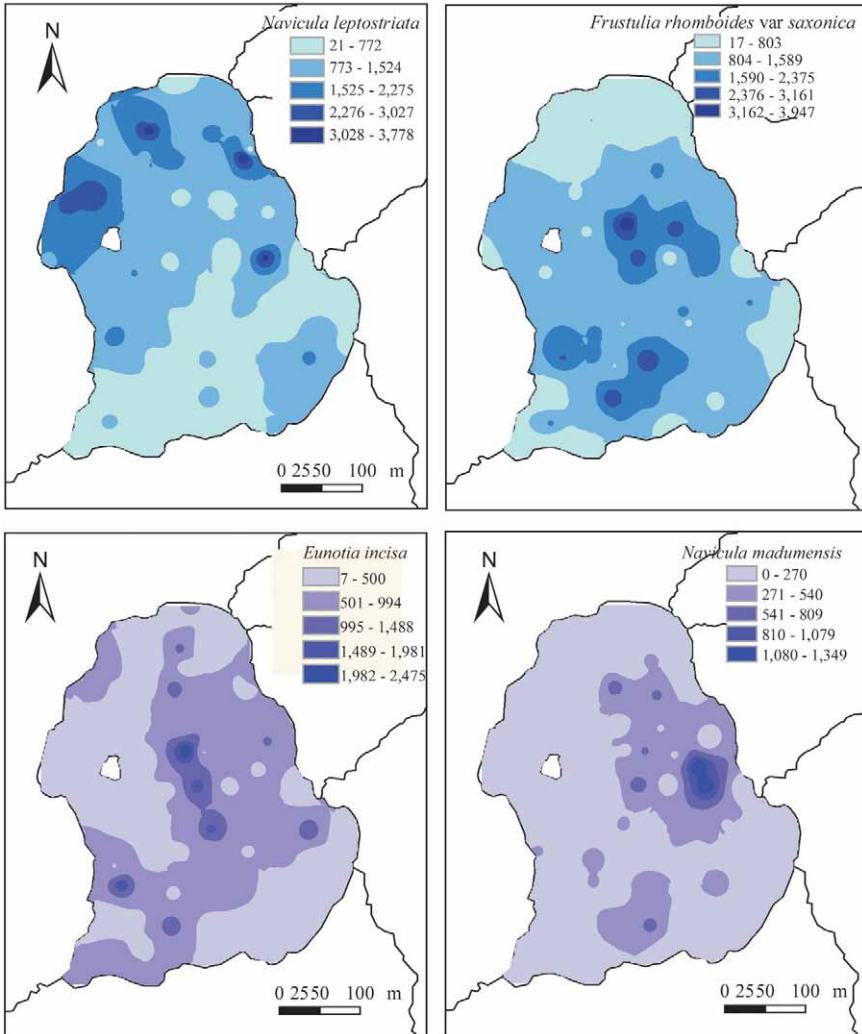 Navicula leptostriata
N
21 - 772
773 - 1,524
1,525 - 2,275
2,276 - 3,027
3,028 - 3,778
0 2550 100 m
Frustulia rhomboides var saxonica
N
17 - 803
804 - 1,589
1,590 - 2,375
2,376 - 3,161
3,162 - 3,947
0 2550 100 m
Eunotia incisa
N
7 - 500
501 - 994
995 - 1,488
1,489 - 1,981
1,982 - 2,475
0 2550 100 m
Navicula madumensis
N
0 - 270
271 - 540
541 - 809
810 - 1,079
1,080 - 1,349
0 2550 100 m